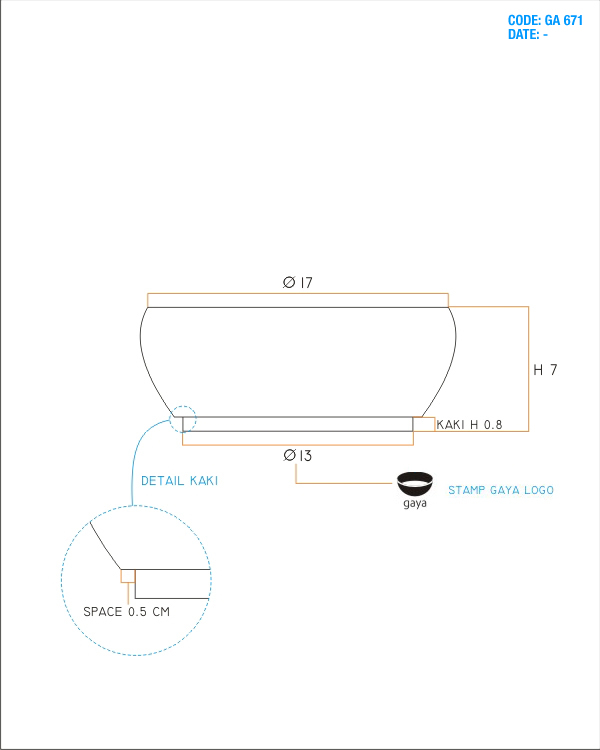 CODE: GA 671
DATE: -
Ø 17
H 7
KAKI H 0.8
Ø 13
DETAIL KAKI
gaya
STAMP GAYA LOGO
SPACE 0.5 CM